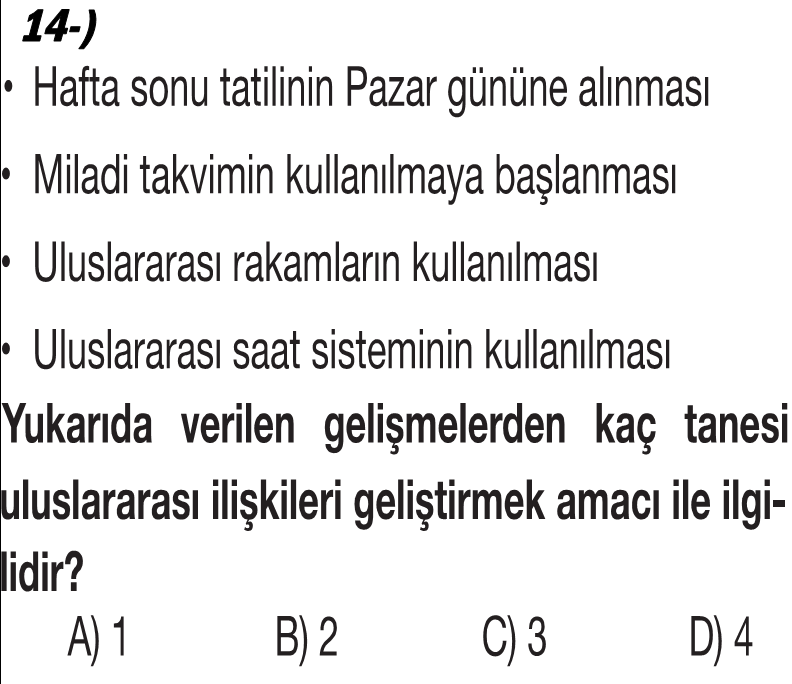 14-)
• Hafta sonu tatilinin Pazar gününe alınması
• Miladi takvimin kullanılmaya başlanması
• Uluslararası rakamların kullanılması
• Uluslararası saat sisteminin kullanılması
Yukarıda verilen gelişmelerden kaç tanesi
uluslararası ilişkileri geliştirmek amacı ile ilgi-
lidir?
A) 1 B) 2 C) 3 D) 4